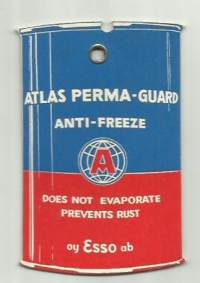 ATLAS PERMA-GUARD
ANTI-FREEZE
A
DOES NOT EVAPORATE
PREVENTS RUST
oy Esso ab